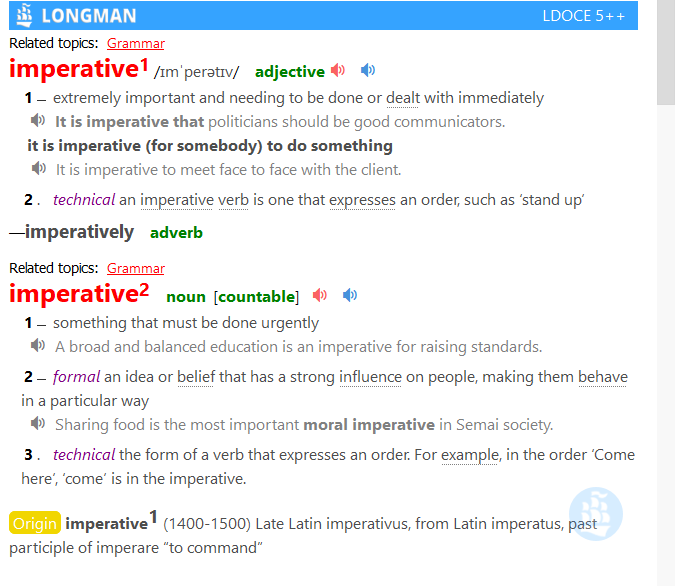 LONGMAN LDOCE 5++
Related topics: Grammar
imperative1 /ɪmˈperətɪv/ adjective
1 – extremely important and needing to be done or dealt with immediately
It is imperative that politicians should be good communicators.
it is imperative (for somebody) to do something
It is imperative to meet face to face with the client.
2 . technical an imperative verb is one that expresses an order, such as ‘stand up’
—imperatively adverb
Related topics: Grammar
imperative2 noun [countable]
1 – something that must be done urgently
A broad and balanced education is an imperative for raising standards.
2 – formal an idea or belief that has a strong influence on people, making them behave
in a particular way
Sharing food is the most important moral imperative in Semai society.
3 . technical the form of a verb that expresses an order. For example, in the order ‘Come
here’, ‘come’ is in the imperative.
Origin imperative1 (1400-1500) Late Latin imperativus, from Latin imperatus, past
participle of imperare “to command”